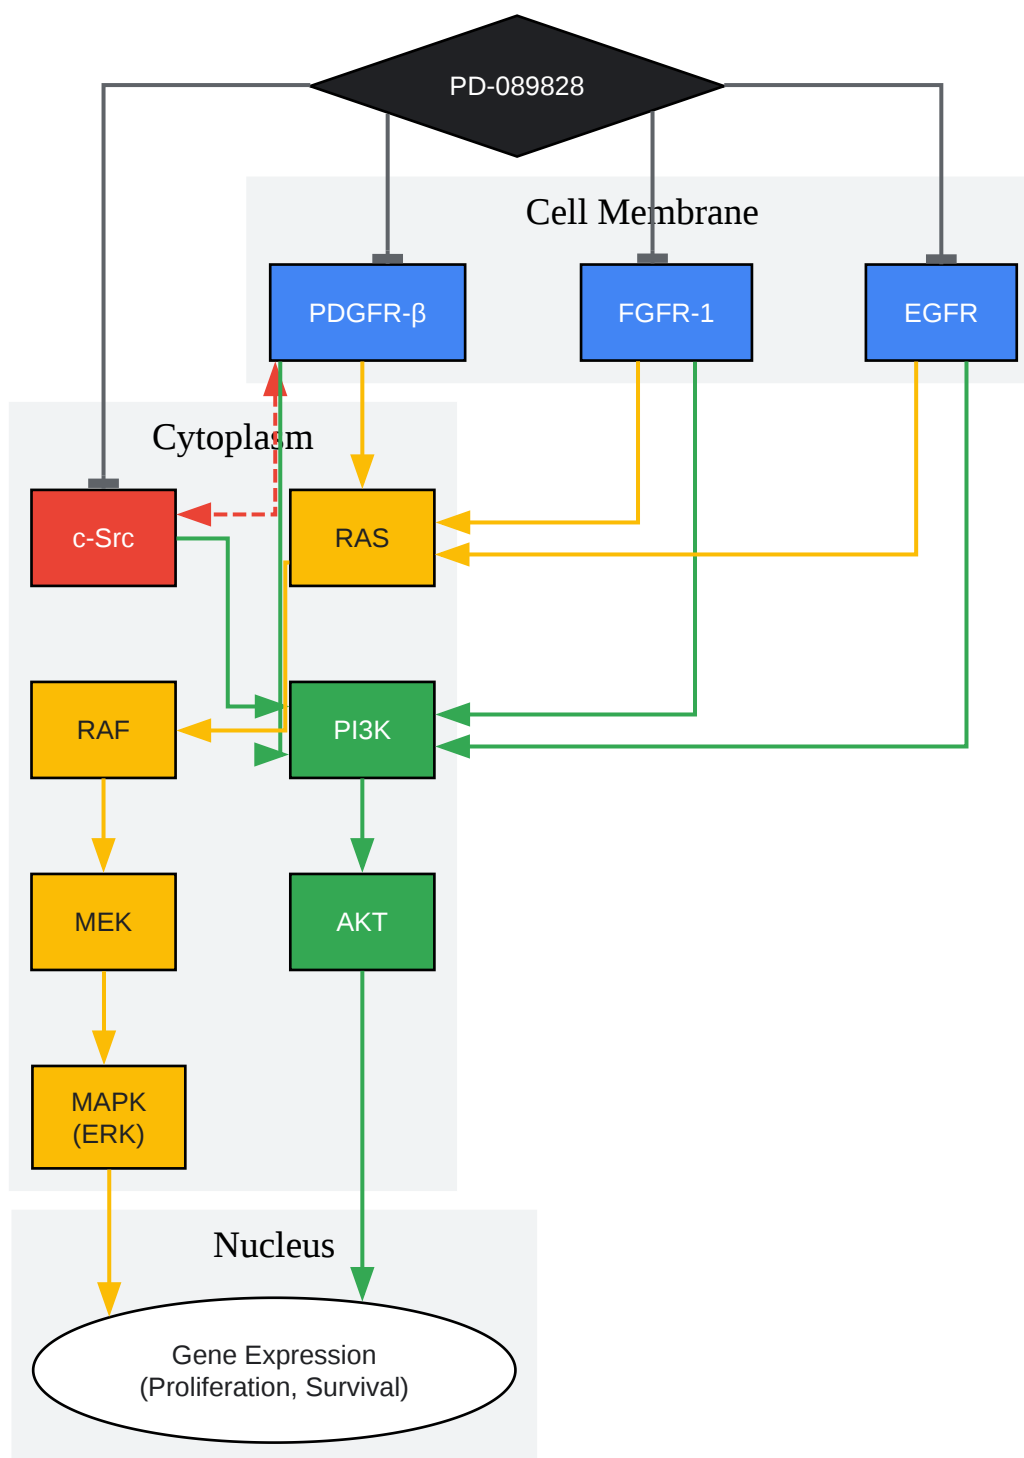 PD-089828
Cell Membrane
PDGFR-β
FGFR-1
EGFR
Cytoplasm
c-Src
RAS
RAF
PI3K
MEK
AKT
MAPK
(ERK)
Nucleus
Gene Expression
(Proliferation, Survival)